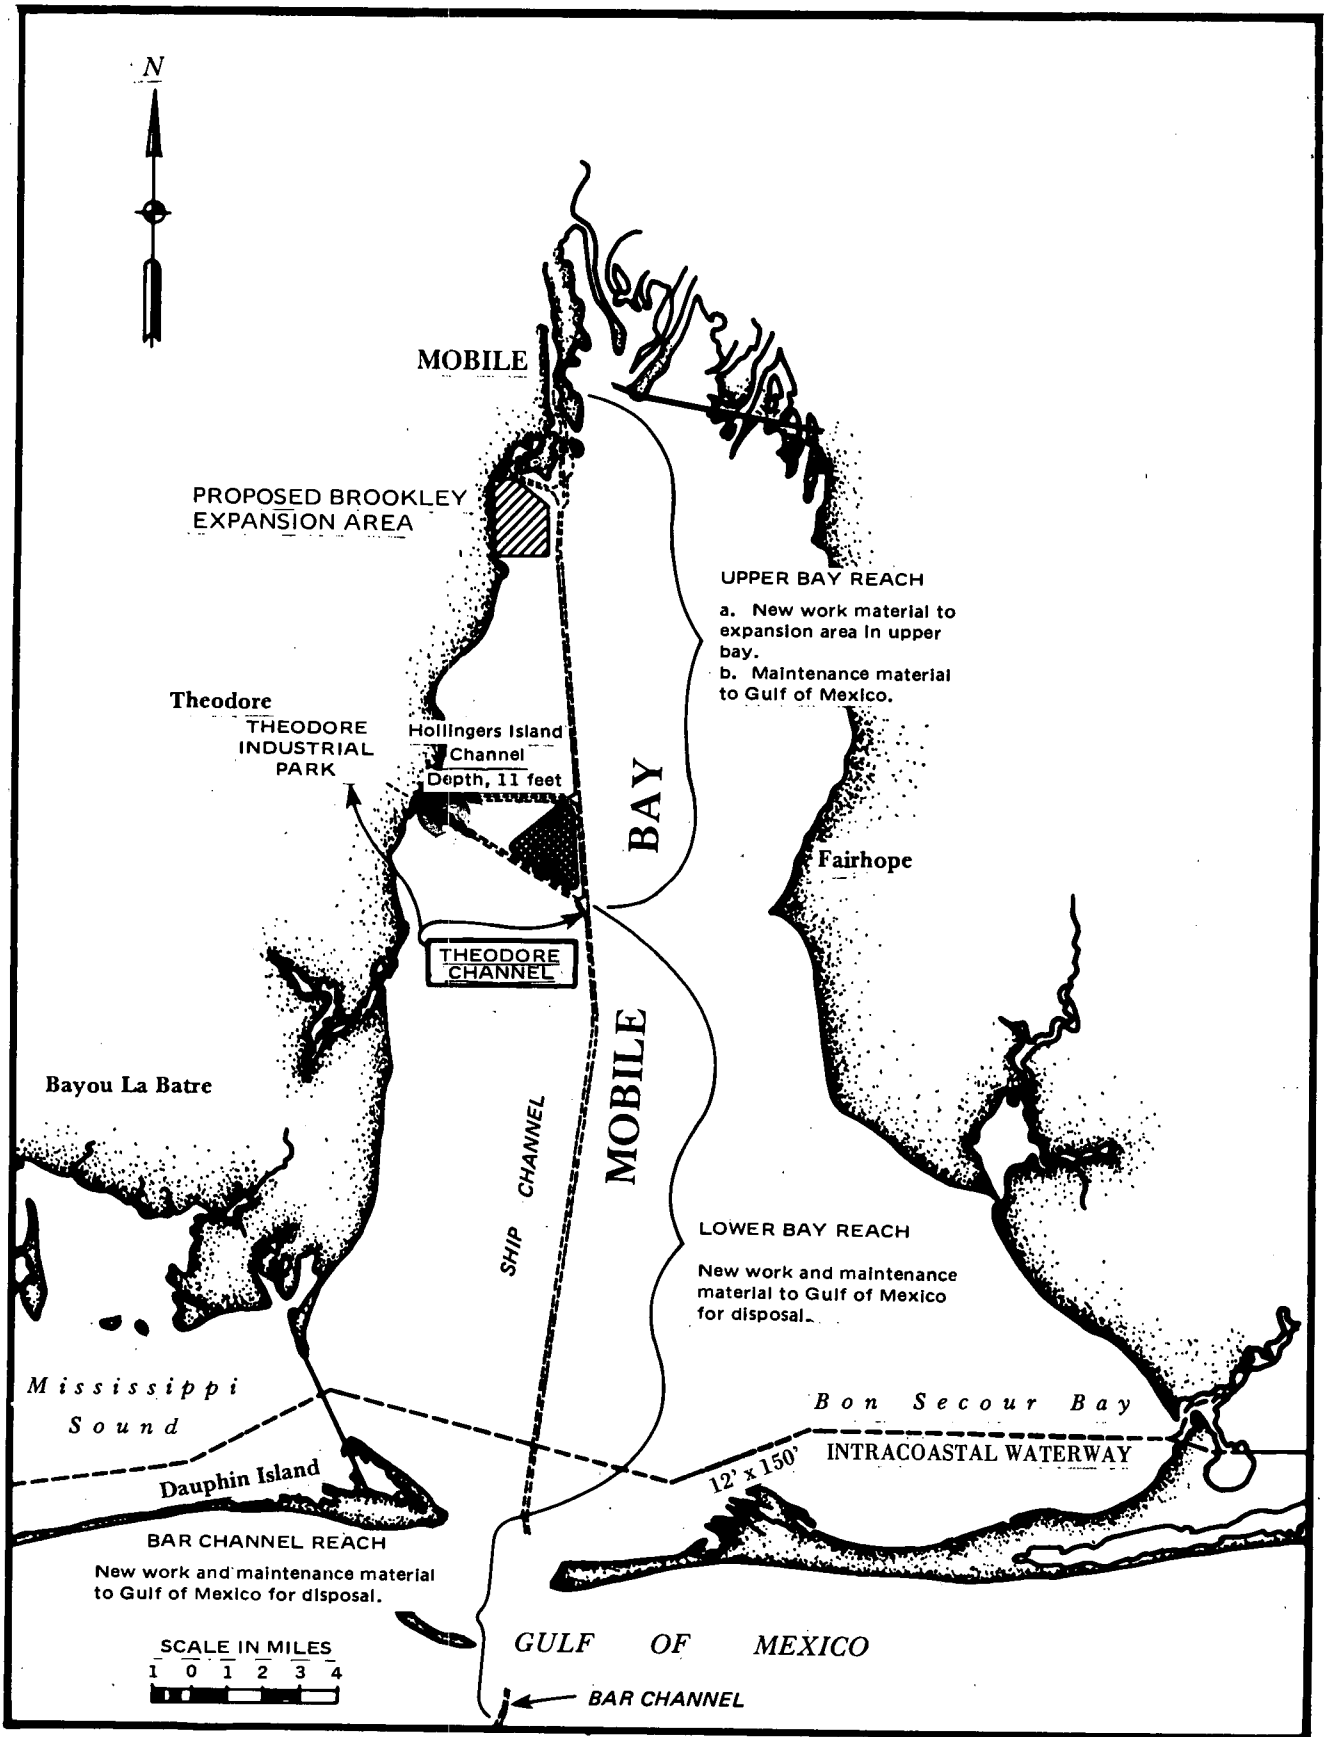 N
MOBILE
PROPOSED BROOKLEY
EXPANSION AREA
UPPER BAY REACH
a. New work material to
expansion area in upper
bay.
b. Maintenance material
to Gulf of Mexico.
Theodore
THEODORE
INDUSTRIAL
PARK
Hollingers Island
Channel
Depth, 11 feet
BAY
Fairhope
THEODORE
CHANNEL
MOBILE
Bayou La Batre
SHIP CHANNEL
LOWER BAY REACH
New work and maintenance
material to Gulf of Mexico
for disposal.
Mississippi
Sound
Bon Secour Bay
INTRACOASTAL WATERWAY
12' x 150'
Dauphin Island
BAR CHANNEL REACH
New work and maintenance material
to Gulf of Mexico for disposal.
GULF OF MEXICO
SCALE IN MILES
1 0 1 2 3 4
BAR CHANNEL